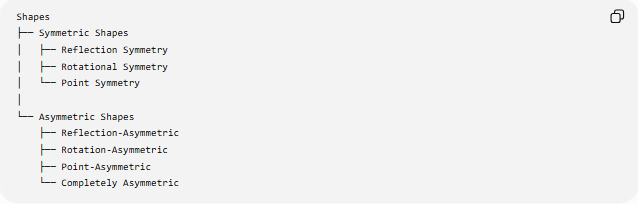 Shapes
├── Symmetric Shapes
│   ├── Reflection Symmetry
│   ├── Rotational Symmetry
│   └── Point Symmetry
│
└── Asymmetric Shapes
    ├── Reflection-Asymmetric
    ├── Rotation-Asymmetric
    ├── Point-Asymmetric
    └── Completely Asymmetric